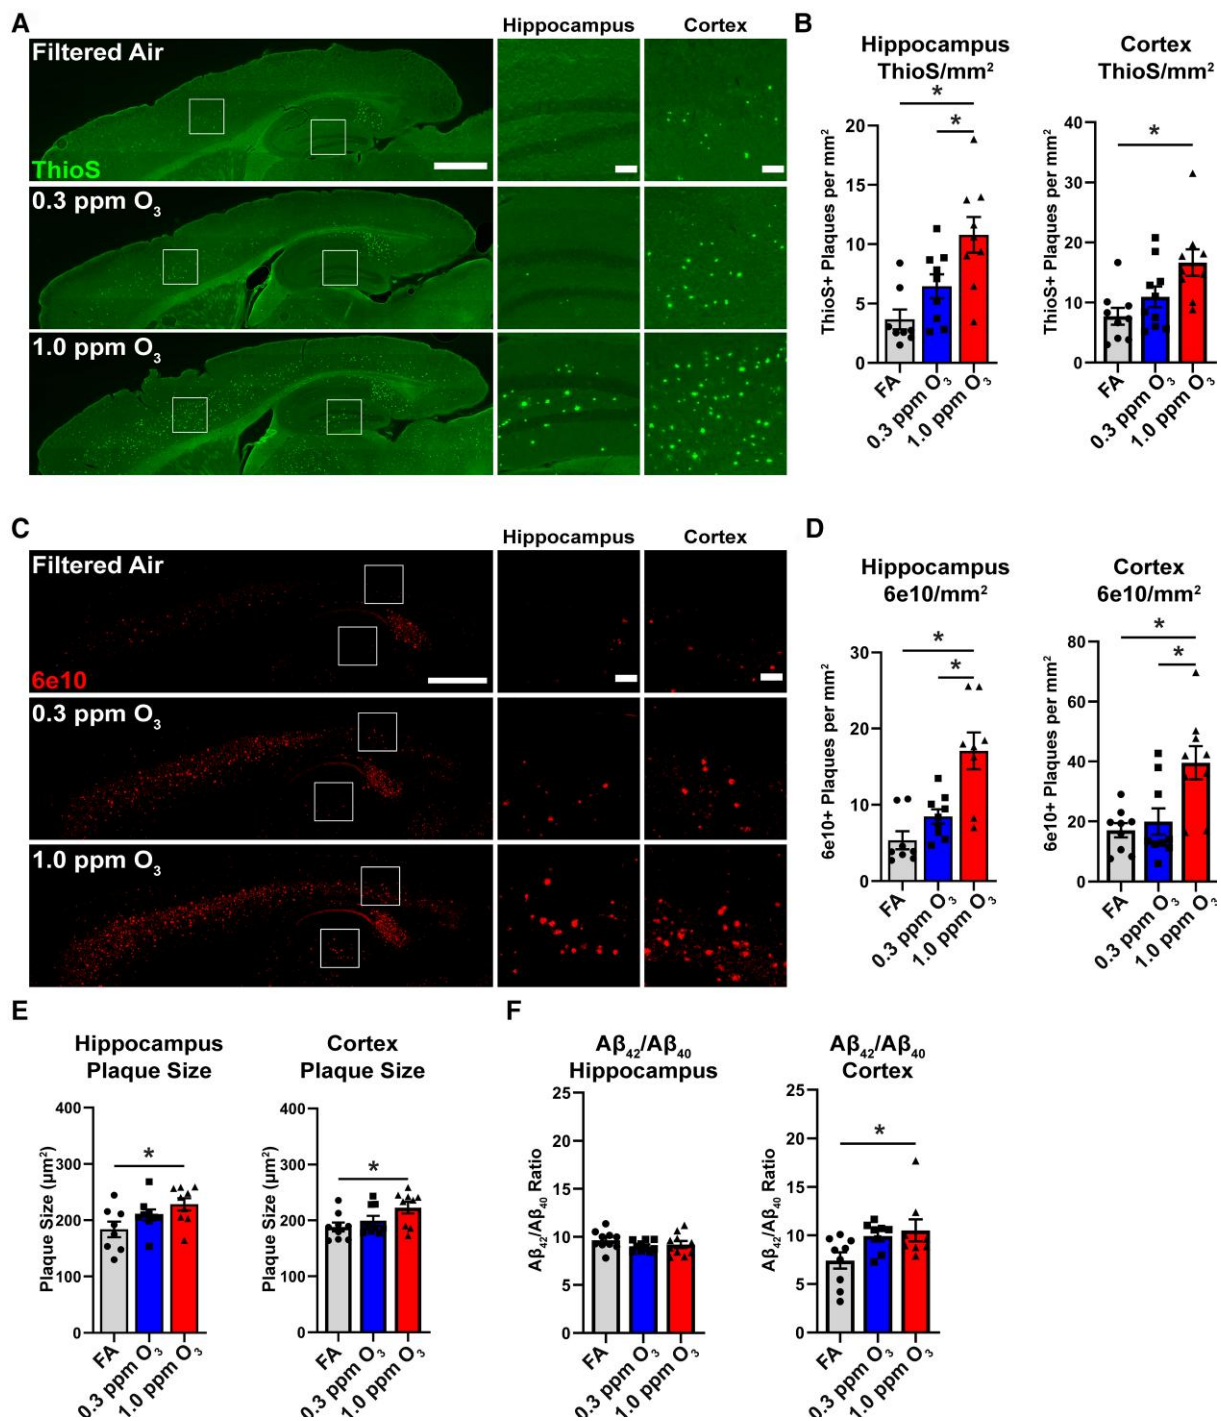 A
Hippocampus
Cortex
Filtered Air
ThioS
0.3 ppm O₃
1.0 ppm O₃
B
Hippocampus
ThioS/mm²
*
*
ThioS+ Plaques per mm²
20
15
10
5
0
FA
0.3 ppm O₃
1.0 ppm O₃
Cortex
ThioS/mm²
*
ThioS+ Plaques per mm²
40
30
20
10
0
FA
0.3 ppm O₃
1.0 ppm O₃
C
Hippocampus
Cortex
Filtered Air
6e10
0.3 ppm O₃
1.0 ppm O₃
D
Hippocampus
6e10/mm²
*
*
6e10+ Plaques per mm²
30
20
10
0
FA
0.3 ppm O₃
1.0 ppm O₃
Cortex
6e10/mm²
*
*
6e10+ Plaques per mm²
80
60
40
20
0
FA
0.3 ppm O₃
1.0 ppm O₃
E
Hippocampus
Plaque Size
*
Plaque Size (µm²)
400
300
200
100
0
FA
0.3 ppm O₃
1.0 ppm O₃
Cortex
Plaque Size
*
Plaque Size (µm²)
400
300
200
100
0
FA
0.3 ppm O₃
1.0 ppm O₃
F
Aβ₄₂/Aβ₄₀
Hippocampus
Aβ₄₂/Aβ₄₀ Ratio
25
20
15
10
5
0
FA
0.3 ppm O₃
1.0 ppm O₃
Aβ₄₂/Aβ₄₀
Cortex
*
Aβ₄₂/Aβ₄₀ Ratio
25
20
15
10
5
0
FA
0.3 ppm O₃
1.0 ppm O₃